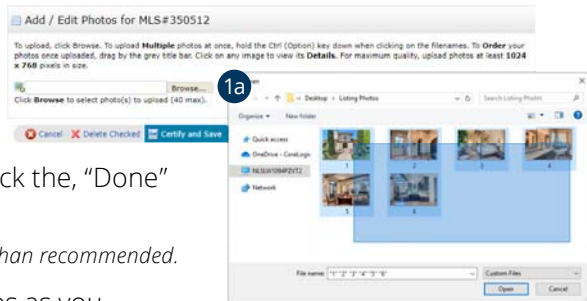 Add / Edit Photos for MLS#350512
To upload, click Browse. To upload Multiple photos at once, hold the Ctrl (Option) key down when clicking on the filenames. To Order your
photos once uploaded, drag by the grey title bar. Click on any image to view its Details. For maximum quality, upload photos at least 1024
x 768 pixels in size.
Browse...
Click Browse to select photo(s) to upload (40 max).
Cancel Delete Checked Certify and Save
1a
Desktop › Listing Photos
Search Listing Photos
Organize New folder
Quick access
OneDrive - CoreLogic
Network
1 2 3 4
5 6
File name: "1" "2" "3" "4" "5" "6"
Custom Files
Open Cancel
ck the, “Done”
han recommended.
as as you